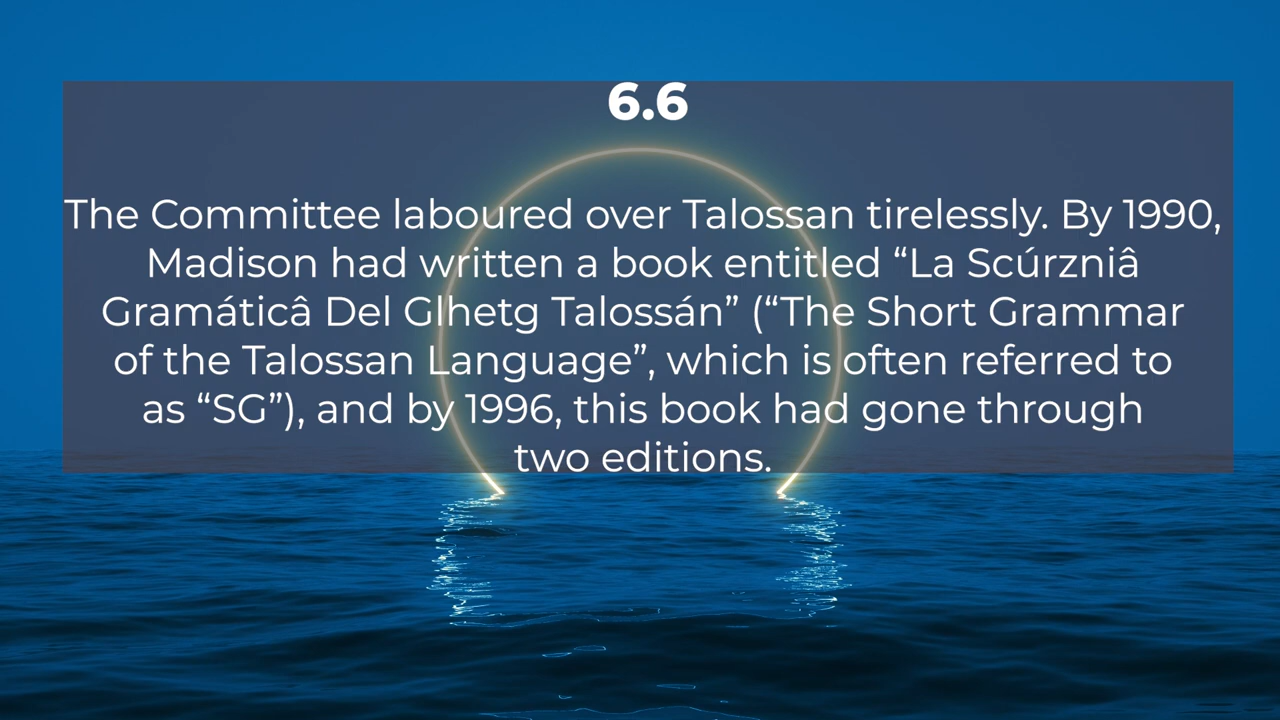 6.6
The Committee laboured over Talossan tirelessly. By 1990,
Madison had written a book entitled “La Scúrzniâ
Gramáticâ Del Glhetg Talossán” (“The Short Grammar
of the Talossan Language”, which is often referred to
as “SG”), and by 1996, this book had gone through
two editions.